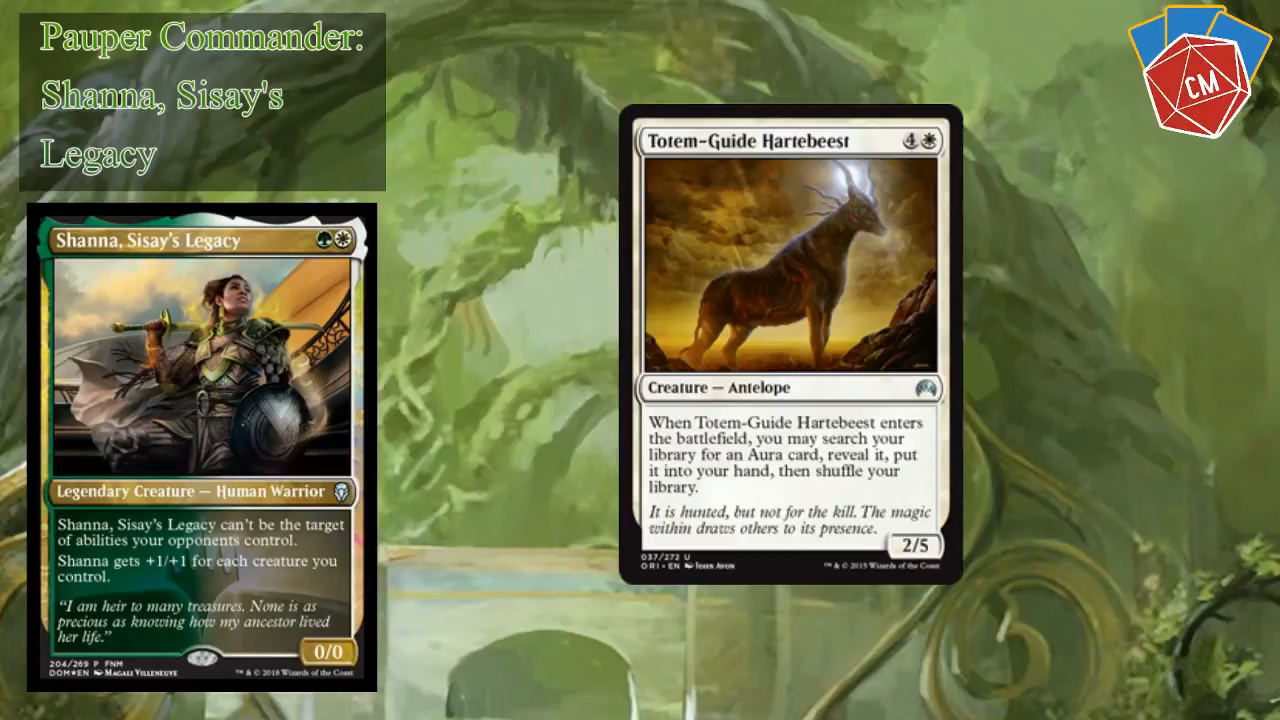 Pauper Commander:
Shanna, Sisay's
Legacy
CM
Shanna, Sisay's Legacy
Legendary Creature — Human Warrior
Shanna, Sisay's Legacy can't be the target
of abilities your opponents control.
Shanna gets +1/+1 for each creature you
control.
“I am heir to many treasures. None is as
precious as knowing how my ancestor lived
her life.”
0/0
204/269 P FNM
DOM★EN Magali Villeneuve
™ & © 2018 Wizards of the Coast
Totem-Guide Hartebeest
4
Creature — Antelope
When Totem-Guide Hartebeest enters
the battlefield, you may search your
library for an Aura card, reveal it, put
it into your hand, then shuffle your
library.
It is hunted, but not for the kill. The magic
within draws others to its presence.
2/5
037/272 U
ORI • EN John Avon
™ & © 2015 Wizards of the Coast